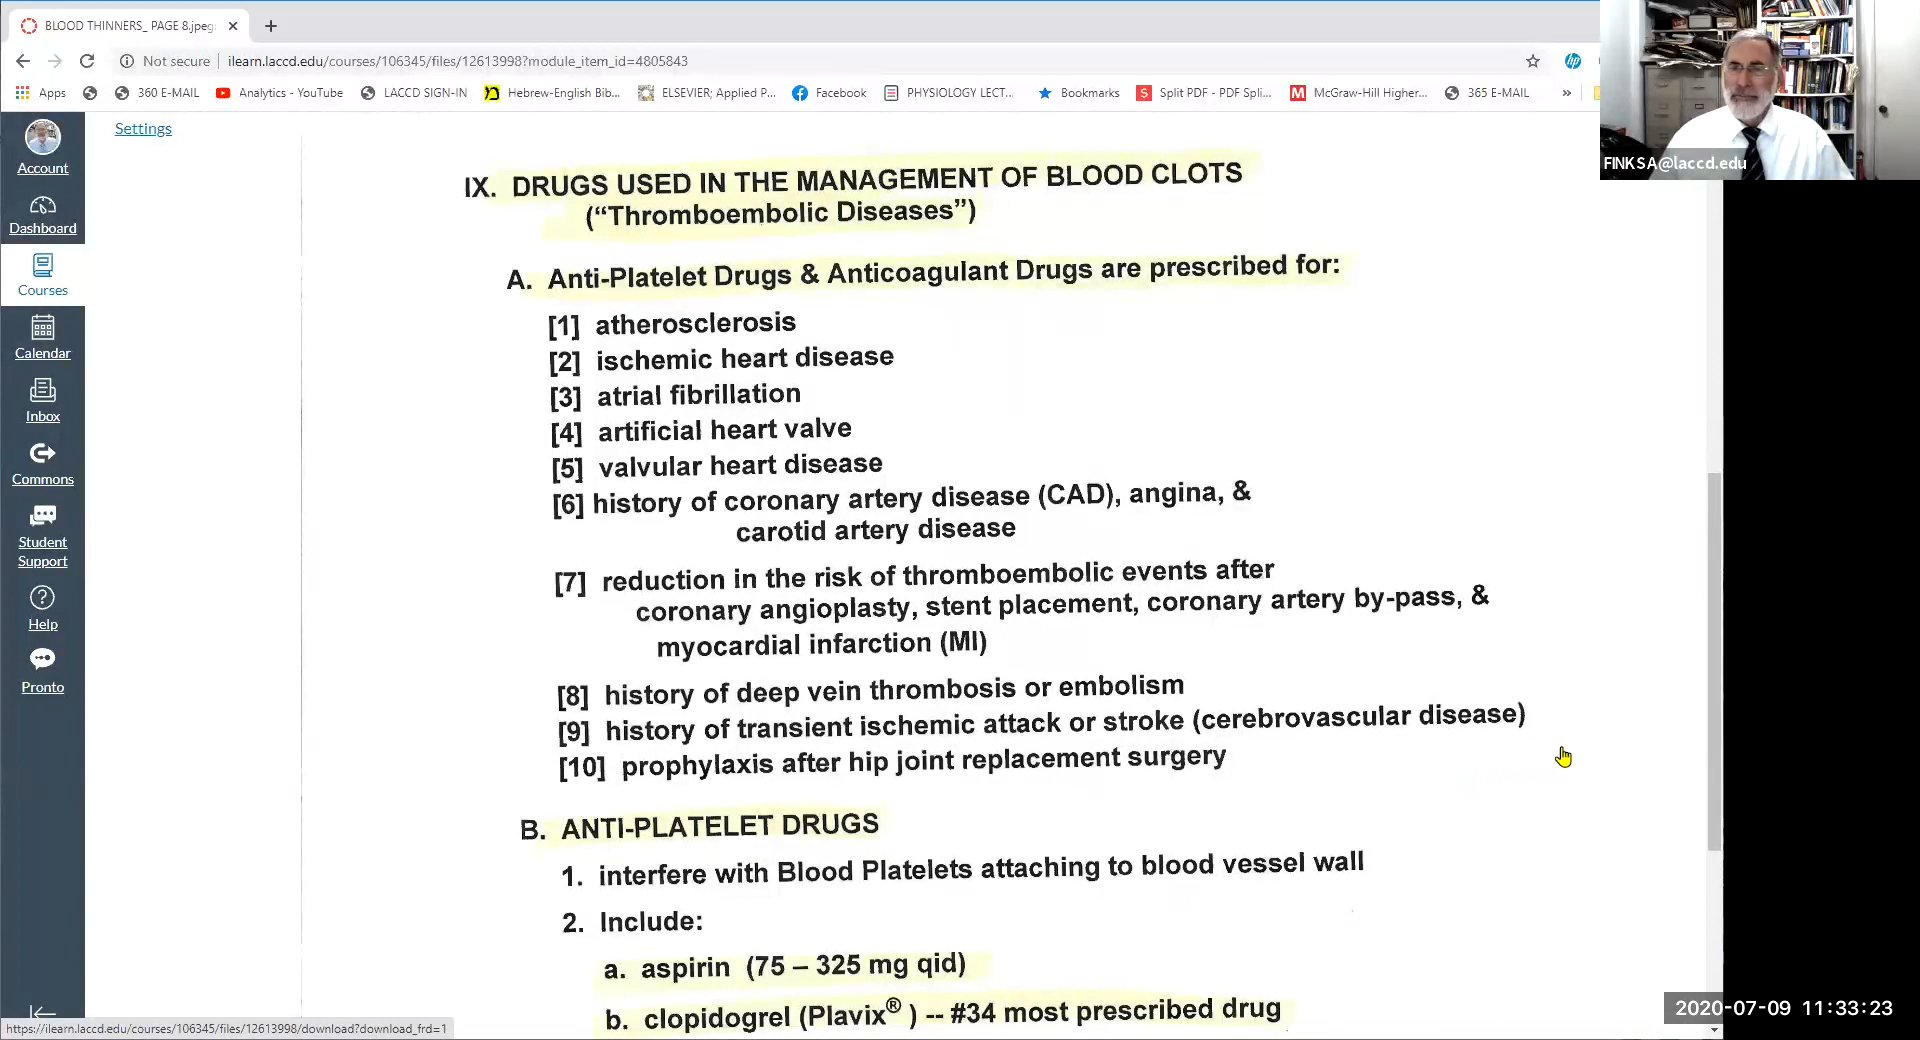 BLOOD THINNERS_ PAGE 8.jpeg
Not secure | ilearn.laccd.edu/courses/106345/files/12613998?module_item_id=4805843
Apps 360 E-MAIL Analytics - YouTube LACCD SIGN-IN Hebrew-English Bib... ELSEVIER; Applied P... Facebook PHYSIOLOGY LECT... Bookmarks Split PDF - PDF Spli... McGraw-Hill Higher... 365 E-MAIL »
FINKSA@laccd.edu
Settings
Account
Dashboard
Courses
Calendar
Inbox
Commons
Student
Support
Help
Pronto
IX. DRUGS USED IN THE MANAGEMENT OF BLOOD CLOTS
(“Thromboembolic Diseases”)
A. Anti-Platelet Drugs & Anticoagulant Drugs are prescribed for:
[1] atherosclerosis
[2] ischemic heart disease
[3] atrial fibrillation
[4] artificial heart valve
[5] valvular heart disease
[6] history of coronary artery disease (CAD), angina, &
carotid artery disease
[7] reduction in the risk of thromboembolic events after
coronary angioplasty, stent placement, coronary artery by-pass, &
myocardial infarction (MI)
[8] history of deep vein thrombosis or embolism
[9] history of transient ischemic attack or stroke (cerebrovascular disease)
[10] prophylaxis after hip joint replacement surgery
B. ANTI-PLATELET DRUGS
1. interfere with Blood Platelets attaching to blood vessel wall
2. Include:
a. aspirin (75 – 325 mg qid)
b. clopidogrel (Plavix® ) -- #34 most prescribed drug
https://ilearn.laccd.edu/courses/106345/files/12613998/download?download_frd=1
2020-07-09 11:33:23